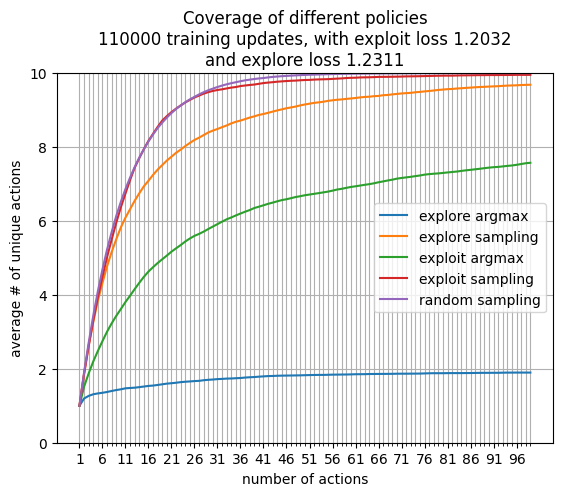 Coverage of different policies
110000 training updates, with exploit loss 1.2032
and explore loss 1.2311
10
8
6
4
2
0
average # of unique actions
explore argmax
explore sampling
exploit argmax
exploit sampling
random sampling
1 6 11 16 21 26 31 36 41 46 51 56 61 66 71 76 81 86 91 96
number of actions